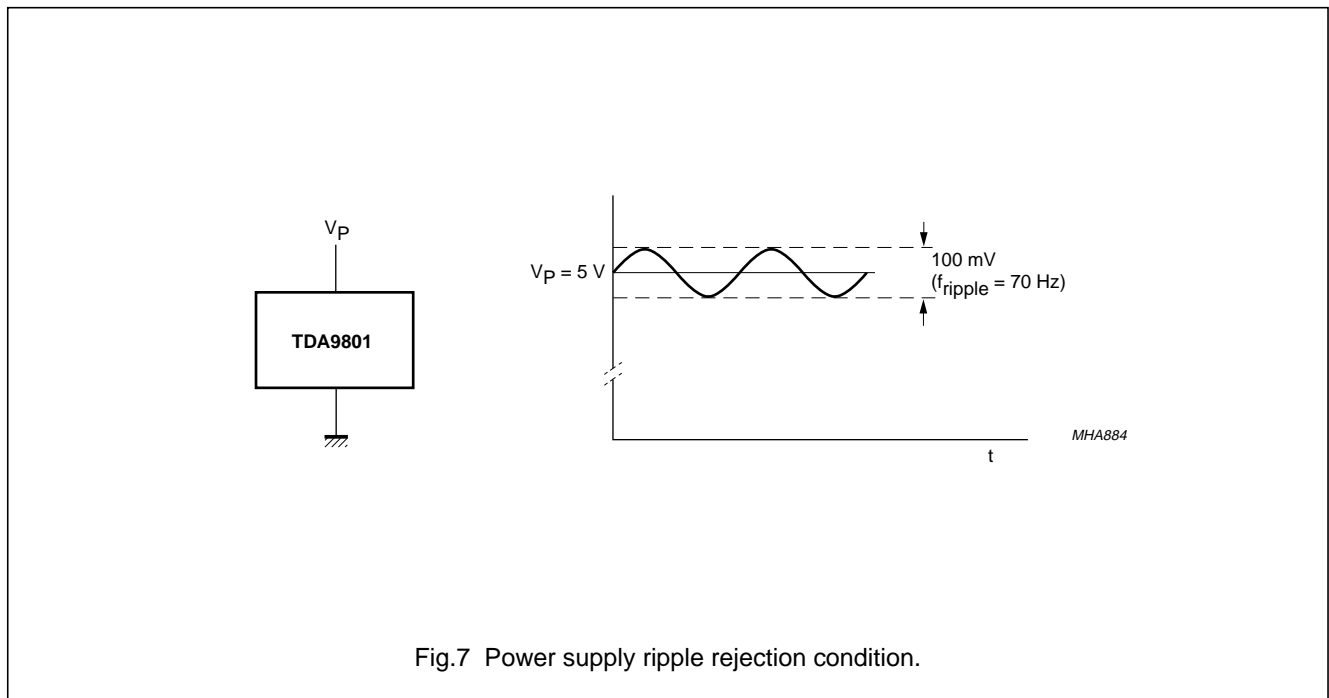 V_P
TDA9801
V_P = 5 V
100 mV
(f_ripple = 70 Hz)
MHA884
t
Fig.7 Power supply ripple rejection condition.